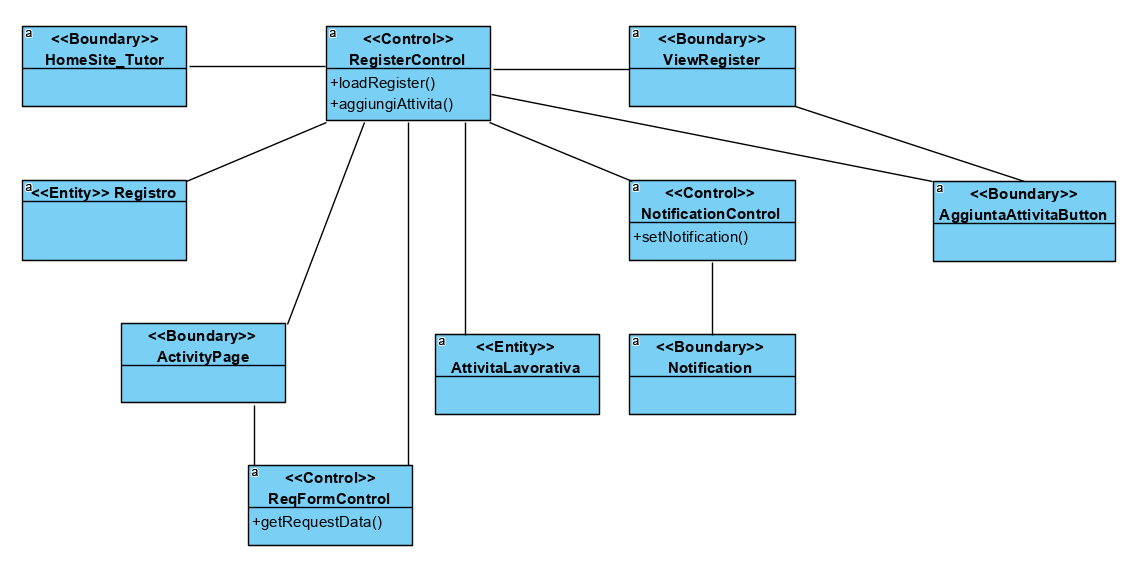 a
<<Boundary>>
HomeSite_Tutor
a
<<Control>>
RegisterControl
+loadRegister()
+aggiungiAttivita()
a
<<Boundary>>
ViewRegister
a
<<Entity>> Registro
a
<<Control>>
NotificationControl
+setNotification()
a
<<Boundary>>
AggiuntaAttivitaButton
<<Boundary>>
ActivityPage
a
<<Entity>>
AttivitaLavorativa
a
<<Boundary>>
Notification
a
<<Control>>
ReqFormControl
+getRequestData()